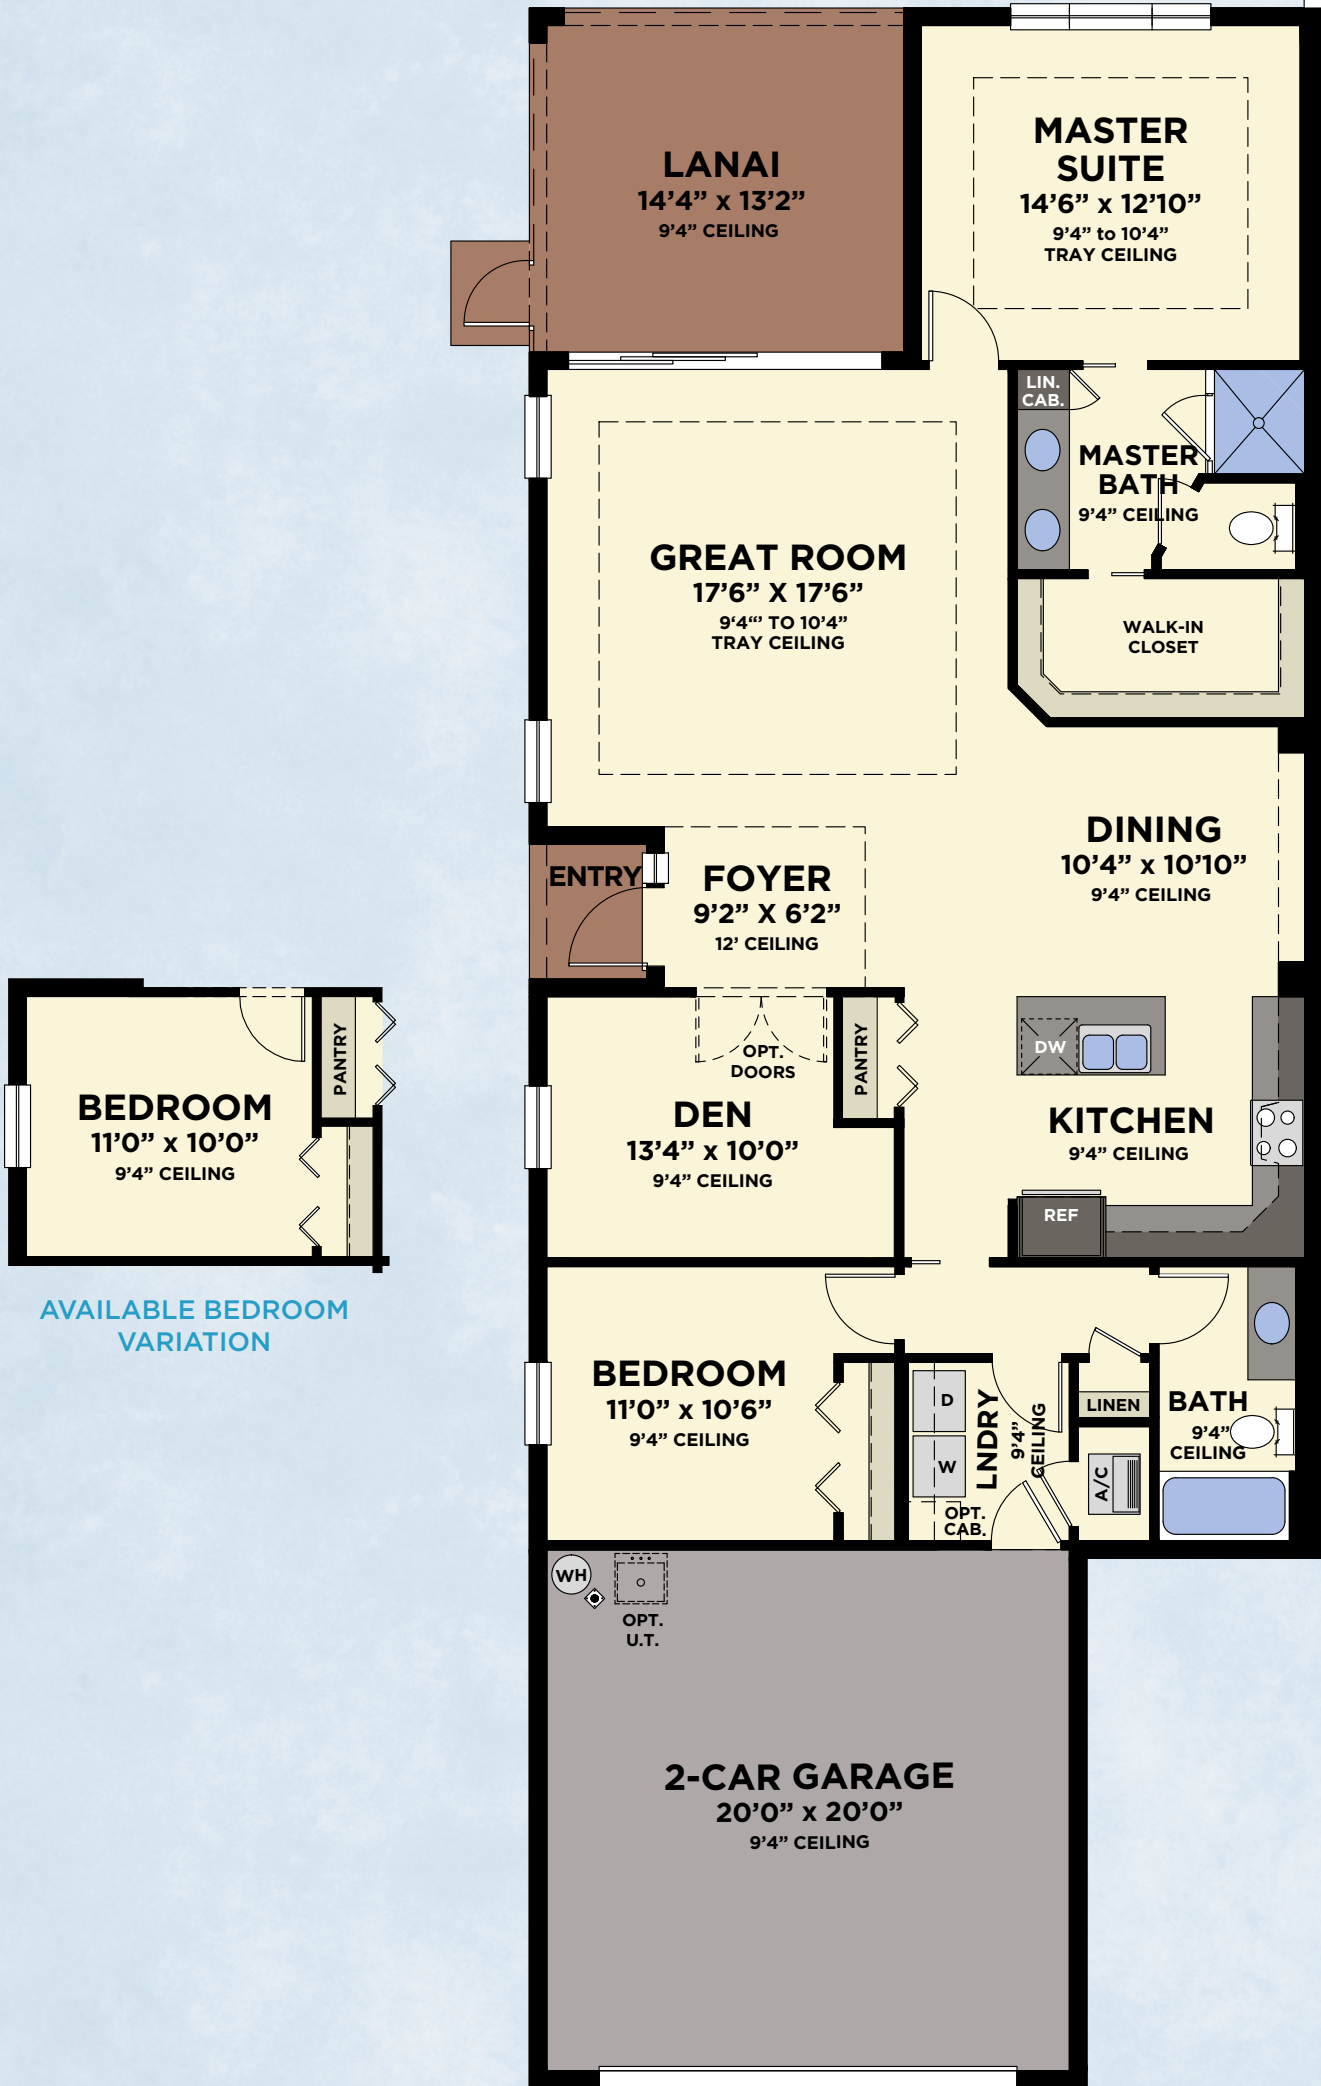 LANAI
14’4” x 13’2”
9’4” CEILING
MASTER
SUITE
14’6” x 12’10”
9’4” to 10’4”
TRAY CEILING
LIN.
CAB.
MASTER
BATH
9’4” CEILING
GREAT ROOM
17’6” X 17’6”
9‘4“’ TO 10’4”
TRAY CEILING
WALK-IN
CLOSET
DINING
10’4” x 10’10”
9’4” CEILING
ENTRY
FOYER
9’2” X 6’2”
12’ CEILING
OPT.
DOORS
PANTRY
DEN
13’4” x 10’0”
9’4” CEILING
DW
KITCHEN
9’4” CEILING
REF
PANTRY
BEDROOM
11’0” x 10’0”
9’4” CEILING
AVAILABLE BEDROOM
VARIATION
BEDROOM
11’0” x 10’6”
9’4” CEILING
D
W
LNDRY
9’4”
CEILING
OPT.
CAB.
LINEN
A/C
BATH
9’4”
CEILING
WH
OPT.
U.T.
2-CAR GARAGE
20’0” x 20’0”
9’4” CEILING